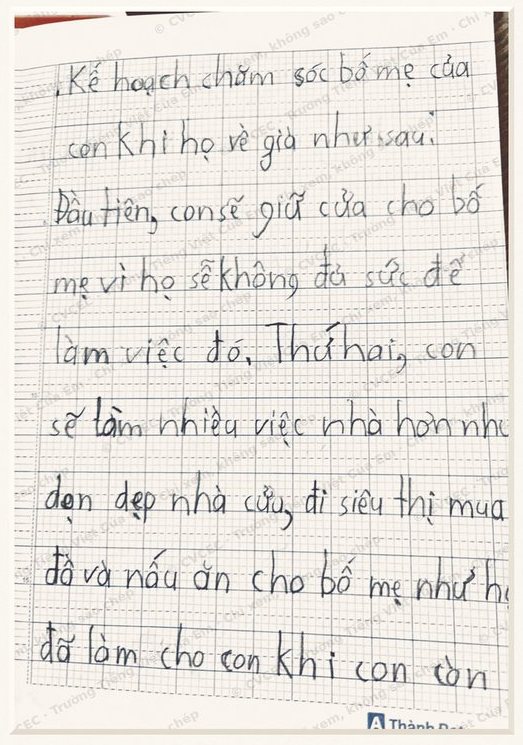 Kế hoạch chăm sóc bố mẹ của
con khi họ về già như sau:
Đầu tiên, con sẽ giữ cửa cho bố
mẹ vì họ sẽ không đủ sức để
làm việc đó. Thứ hai, con
sẽ làm nhiều việc nhà hơn như
dọn dẹp nhà cửu, đi siêu thị mua
đồ và nấu ăn cho bố mẹ như
đã làm cho con khi con còn